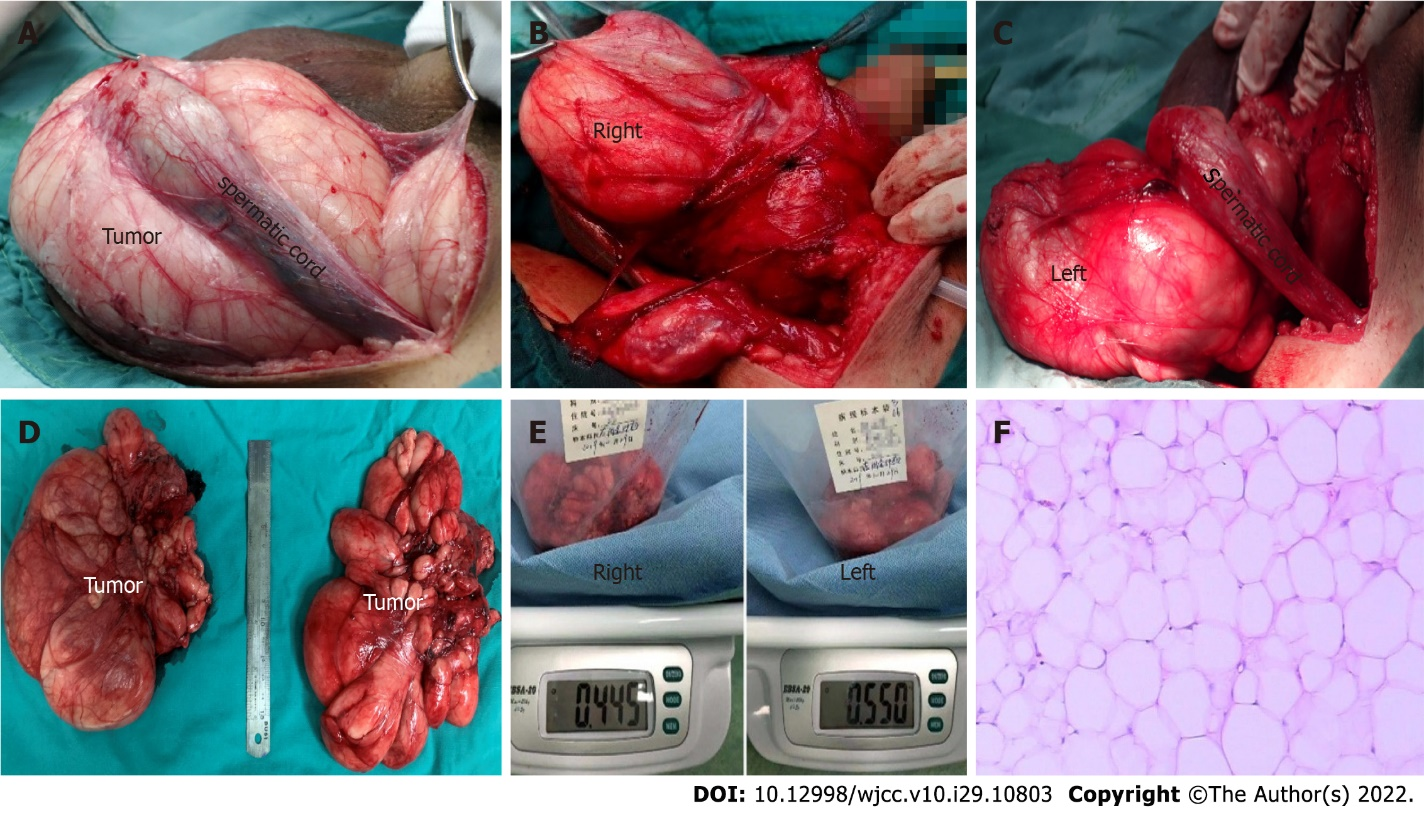 A
Tumor
spermatic cord
B
Right
C
Left
Spermatic cord
D
Tumor
Tumor
E
Right
Left
0.445
0.550
F
DOI: 10.12998/wjcc.v10.i29.10803 Copyright ©The Author(s) 2022.